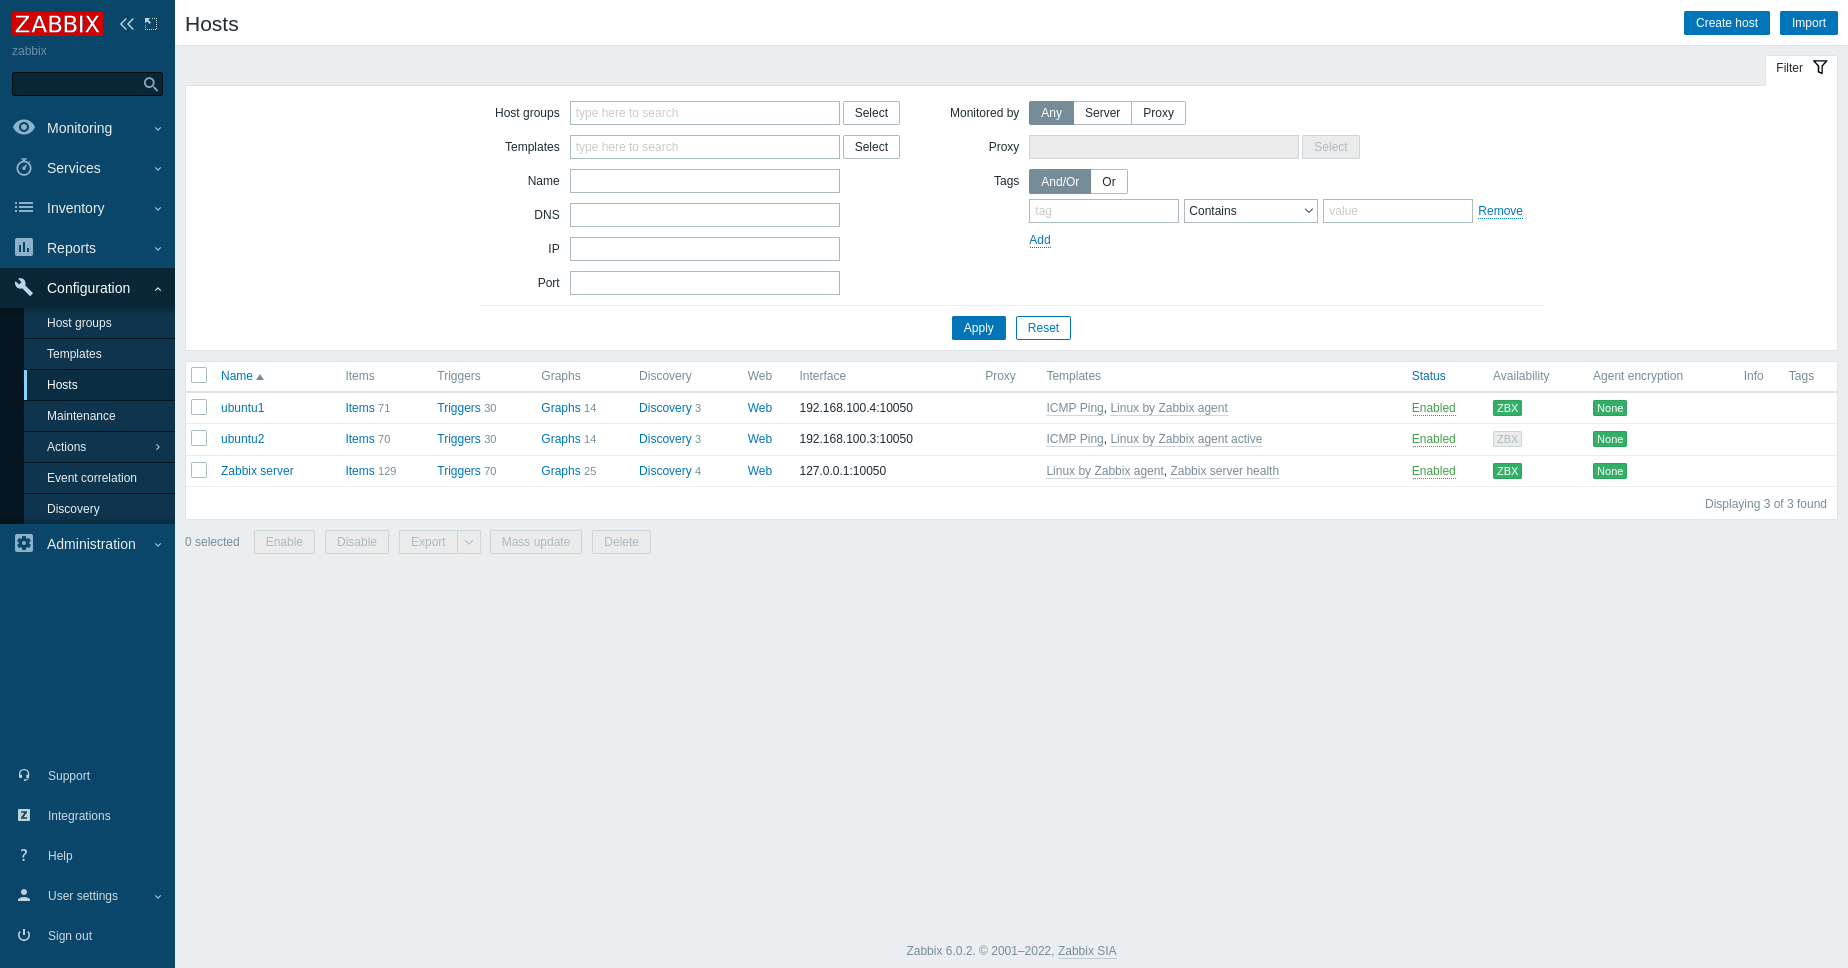 ZABBIX
zabbix
Monitoring
Services
Inventory
Reports
Configuration
Host groups
Templates
Hosts
Maintenance
Actions
Event correlation
Discovery
Administration
Support
Integrations
Help
User settings
Sign out
Hosts
Create host Import
Filter
Host groups type here to search Select
Templates type here to search Select
Name
DNS
IP
Port
Monitored by Any Server Proxy
Proxy Select
Tags And/Or Or
tag Contains value Remove
Add
Apply Reset
Name Items Triggers Graphs Discovery Web Interface Proxy Templates Status Availability Agent encryption Info Tags
ubuntu1 Items 71 Triggers 30 Graphs 14 Discovery 3 Web 192.168.100.4:10050 ICMP Ping, Linux by Zabbix agent Enabled ZBX None
ubuntu2 Items 70 Triggers 30 Graphs 14 Discovery 3 Web 192.168.100.3:10050 ICMP Ping, Linux by Zabbix agent active Enabled ZBX None
Zabbix server Items 129 Triggers 70 Graphs 25 Discovery 4 Web 127.0.0.1:10050 Linux by Zabbix agent, Zabbix server health Enabled ZBX None
Displaying 3 of 3 found
0 selected Enable Disable Export Mass update Delete
Zabbix 6.0.2. © 2001–2022, Zabbix SIA